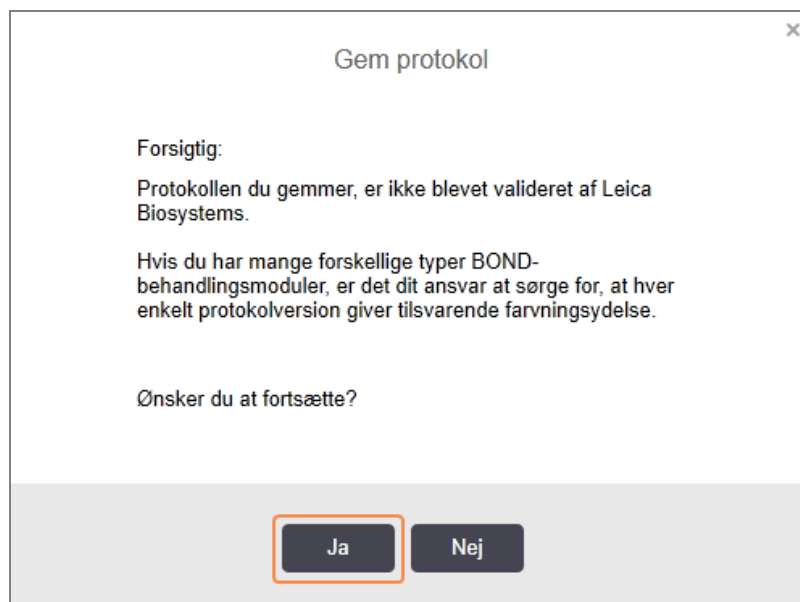 Gem protokol
Forsigtig:
Protokollen du gemmer, er ikke blevet valideret af Leica
Biosystems.
Hvis du har mange forskellige typer BOND-
behandlingsmoduler, er det dit ansvar at sørge for, at hver
enkelt protokolversion giver tilsvarende farvningsydelse.
Ønsker du at fortsætte?
Ja Nej